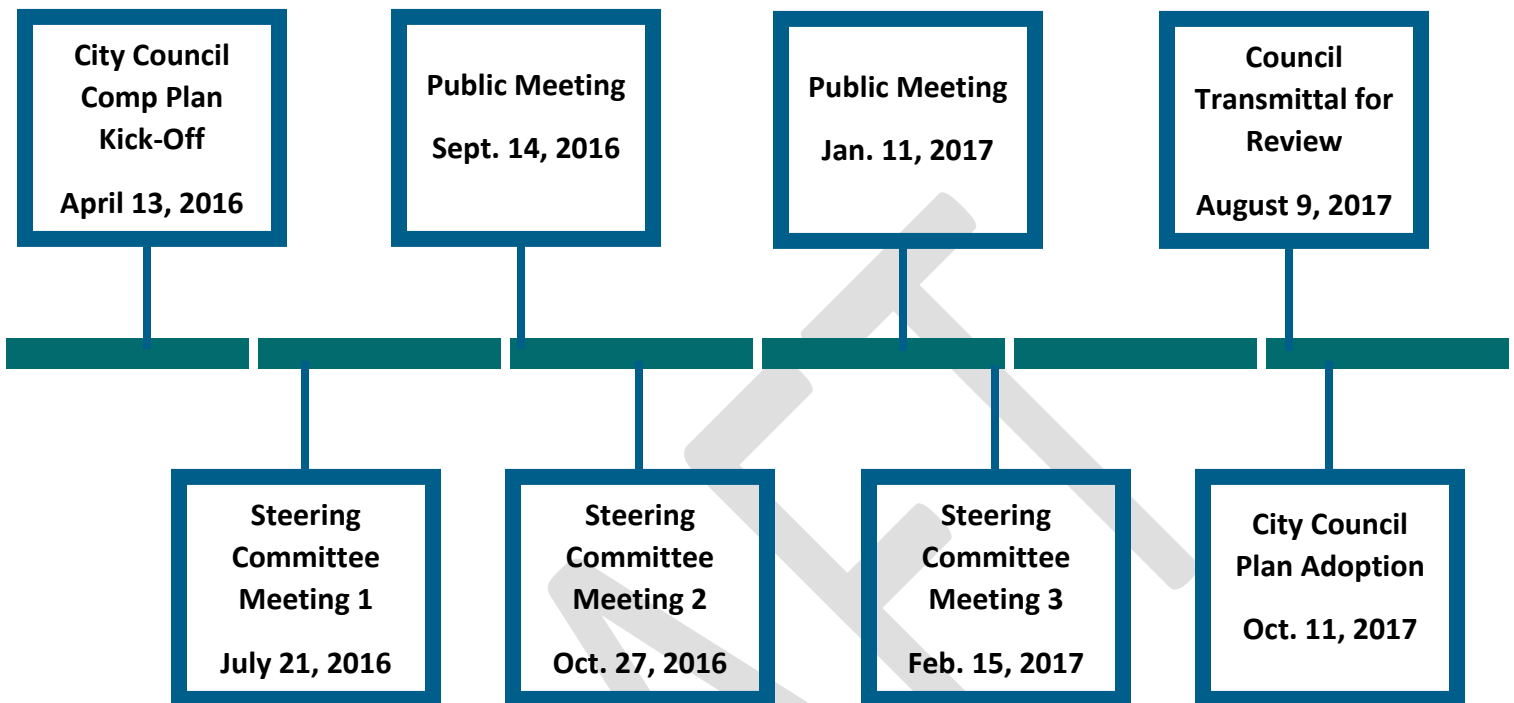 City Council
Comp Plan
Kick-Off
April 13, 2016
Public Meeting
Sept. 14, 2016
Public Meeting
Jan. 11, 2017
Council
Transmittal for
Review
August 9, 2017
Steering
Committee
Meeting 1
July 21, 2016
Steering
Committee
Meeting 2
Oct. 27, 2016
Steering
Committee
Meeting 3
Feb. 15, 2017
City Council
Plan Adoption
Oct. 11, 2017